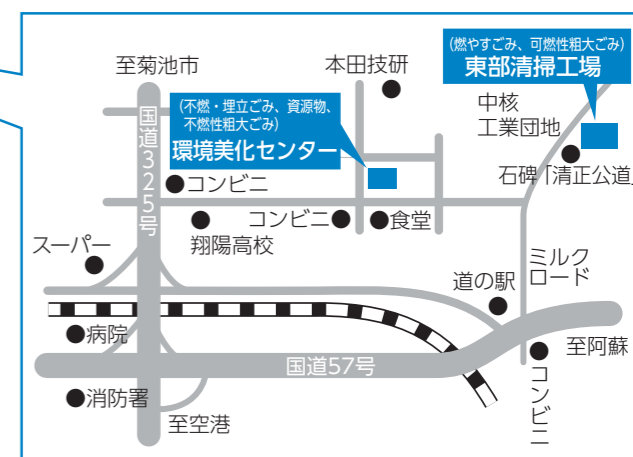 至菊池市
本田技研
(燃やすごみ、可燃性粗大ごみ)
東部清掃工場
中核
工業団地
石碑「清正公道」
国道325号
(不燃・埋立ごみ、資源物、
不燃性粗大ごみ)
環境美化センター
コンビニ
翔陽高校
コンビニ
食堂
スーパー
道の駅
ミルク
ロード
病院
国道57号
至阿蘇
コンビニ
消防署
至空港